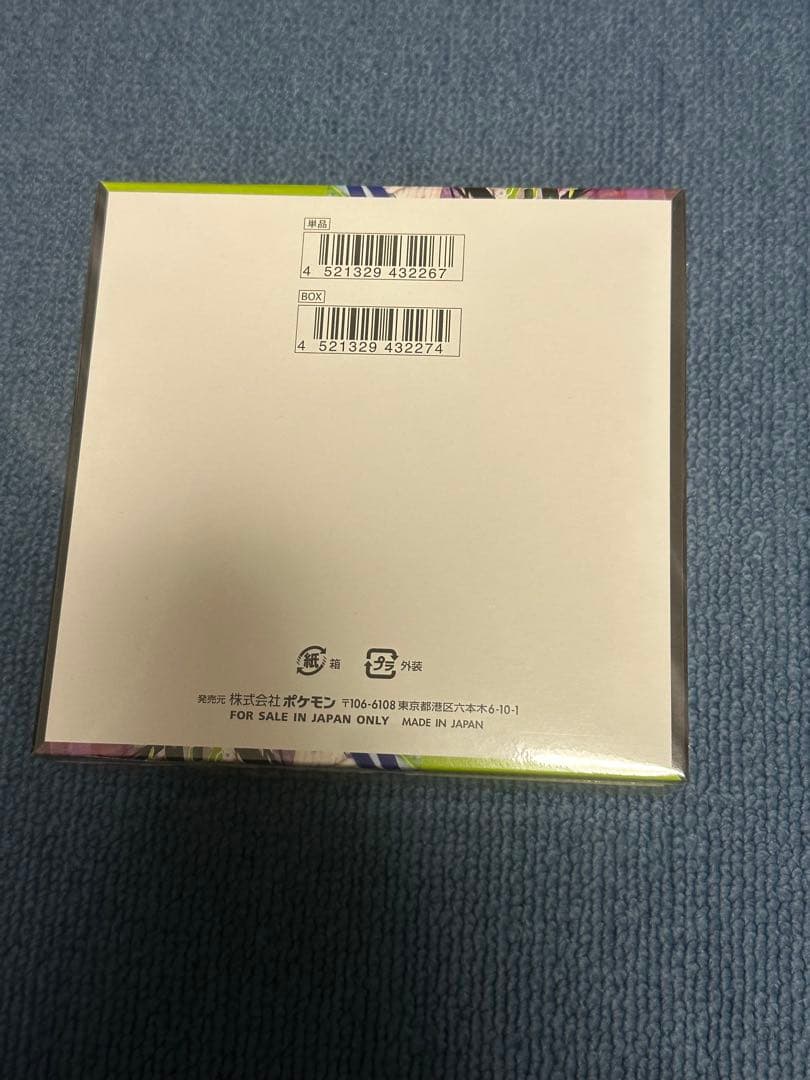 単品
4 521329 432267
BOX
4 521329 432274
紙 箱 プラ 外装
発売元 株式会社ポケモン 〒106-6108 東京都港区六本木6-10-1
FOR SALE IN JAPAN ONLY MADE IN JAPAN